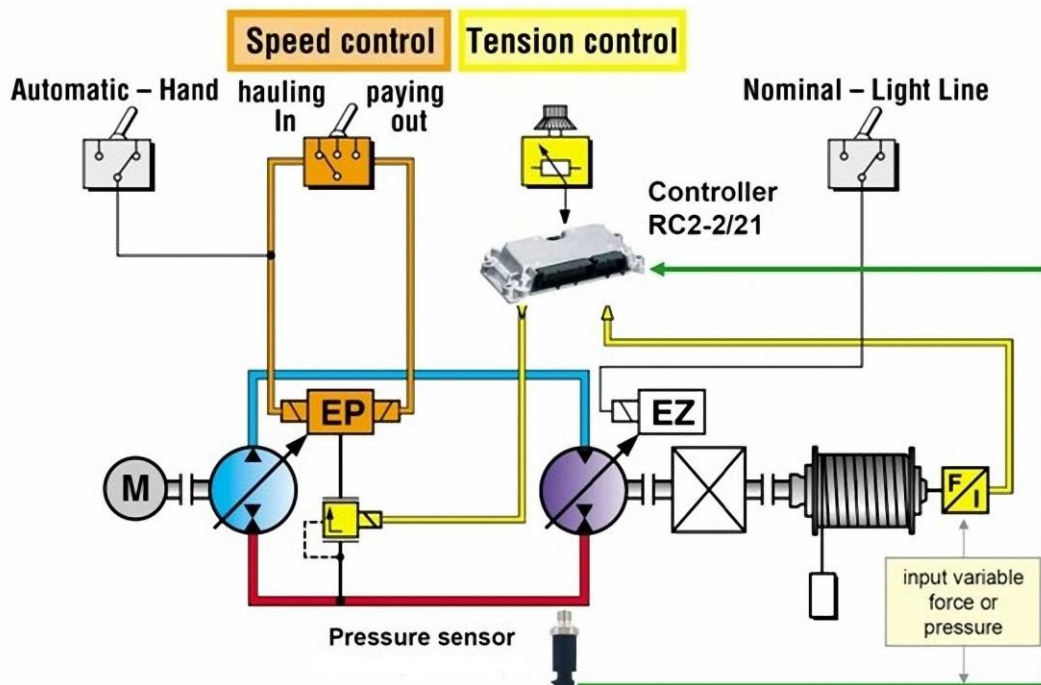 Speed control
Tension control
Automatic – Hand
hauling
In
paying
out
Nominal – Light Line
Controller
RC2-2/21
EP
EZ
M
F
I
input variable
force or
pressure
Pressure sensor